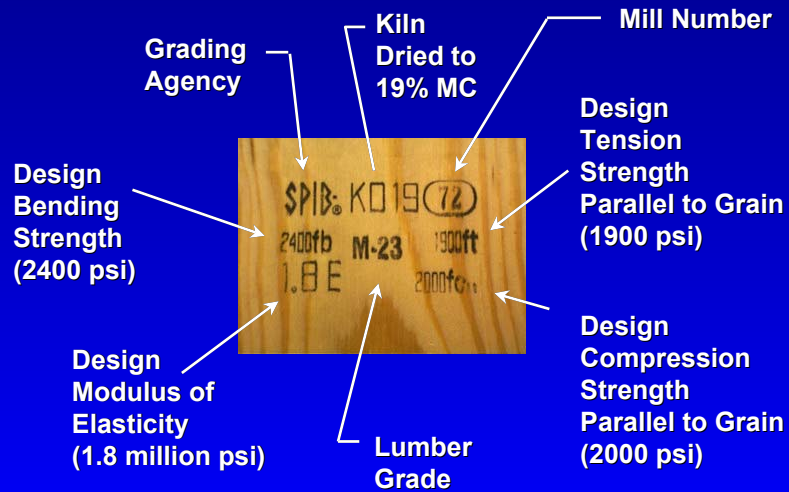 Grading
Agency
Kiln
Dried to
19% MC
Mill Number
Design
Bending
Strength
(2400 psi)
SPIB® KD19 72
2400fb M-23 1900ft
1.8E 2000fc11
Design
Tension
Strength
Parallel to Grain
(1900 psi)
Design
Modulus of
Elasticity
(1.8 million psi)
Lumber
Grade
Design
Compression
Strength
Parallel to Grain
(2000 psi)